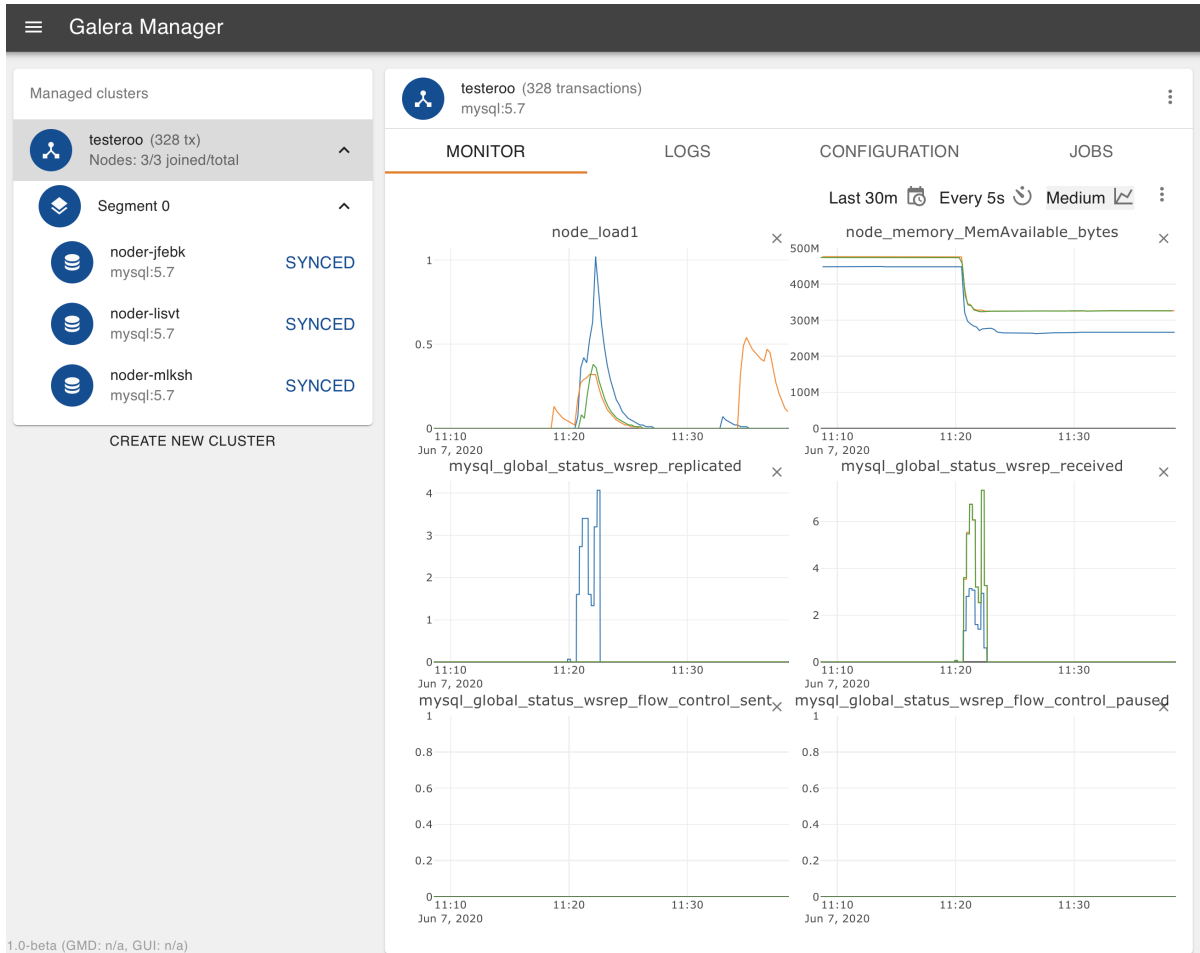 Galera Manager
Managed clusters
testeroo (328 tx)
Nodes: 3/3 joined/total
Segment 0
noder-jfebk
mysql:5.7
SYNCED
noder-lisvt
mysql:5.7
SYNCED
noder-mlksh
mysql:5.7
SYNCED
CREATE NEW CLUSTER
testeroo (328 transactions)
mysql:5.7
MONITOR LOGS CONFIGURATION JOBS
Last 30m Every 5s Medium
node_load1
1
0.5
0
11:10 11:20 11:30
Jun 7, 2020
node_memory_MemAvailable_bytes
500M
400M
300M
200M
100M
0
11:10 11:20 11:30
Jun 7, 2020
mysql_global_status_wsrep_replicated
4
3
2
1
0
11:10 11:20 11:30
Jun 7, 2020
mysql_global_status_wsrep_received
6
4
2
0
11:10 11:20 11:30
Jun 7, 2020
mysql_global_status_wsrep_flow_control_sent
1
0.8
0.6
0.4
0.2
0
11:10 11:20 11:30
Jun 7, 2020
mysql_global_status_wsrep_flow_control_paused
1
0.8
0.6
0.4
0.2
0
11:10 11:20 11:30
Jun 7, 2020
1.0-beta (GMD: n/a, GUI: n/a)